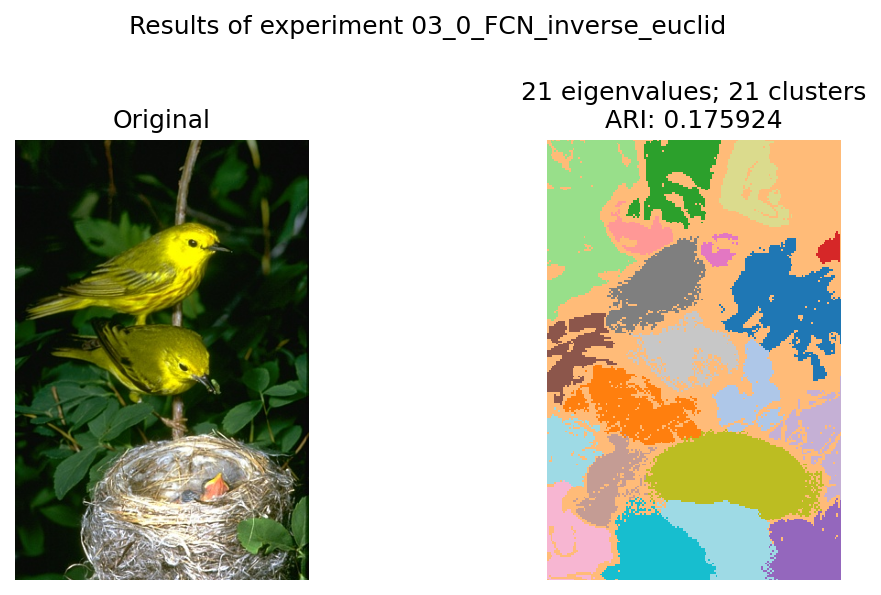 Results of experiment 03_0_FCN_inverse_euclid
Original
21 eigenvalues; 21 clusters
ARI: 0.175924